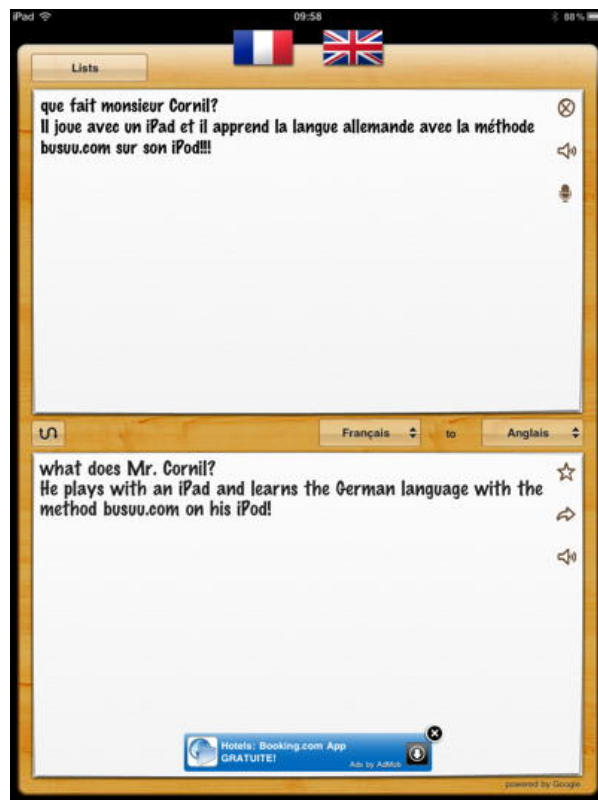 iPad 09:58 88%
Lists
que fait monsieur Cornil?
Il joue avec un iPad et il apprend la langue allemande avec la méthode
busuu.com sur son iPod!!!
Français to Anglais
what does Mr. Cornil?
He plays with an iPad and learns the German language with the
method busuu.com on his iPod!
Hotels: Booking.com App
GRATUITE!
Ads by AdMob
powered by Google